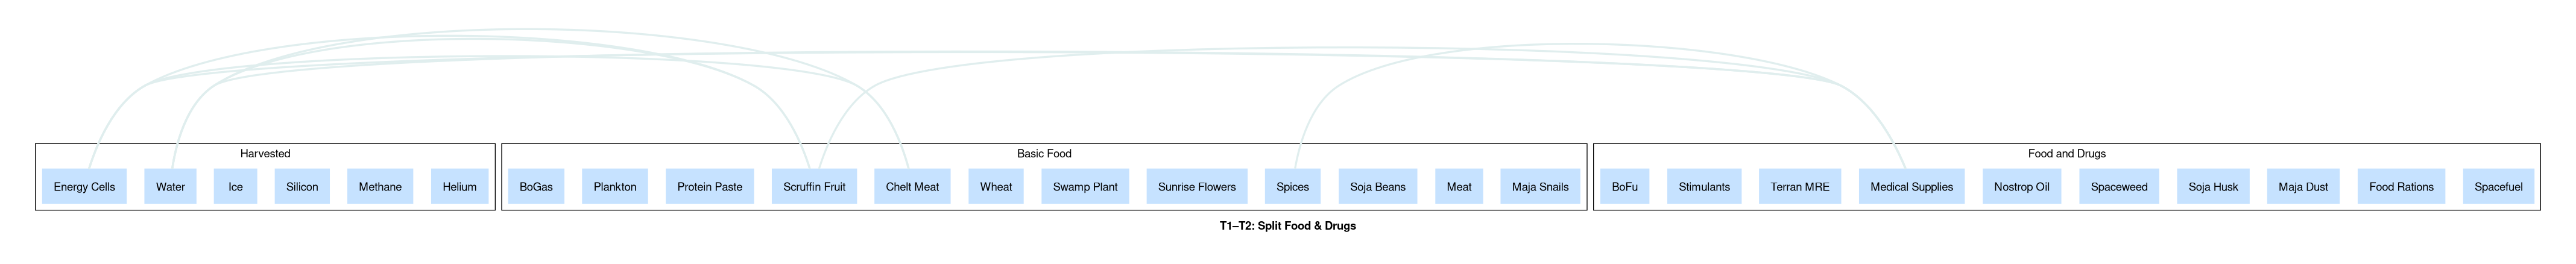 Harvested
Basic Food
Food and Drugs
Energy Cells
Water
Ice
Silicon
Methane
Helium
BoGas
Plankton
Protein Paste
Scruffin Fruit
Chelt Meat
Wheat
Swamp Plant
Sunrise Flowers
Spices
Soja Beans
Meat
Maja Snails
BoFu
Stimulants
Terran MRE
Medical Supplies
Nostrop Oil
Spaceweed
Soja Husk
Maja Dust
Food Rations
Spacefuel
T1–T2: Split Food & Drugs